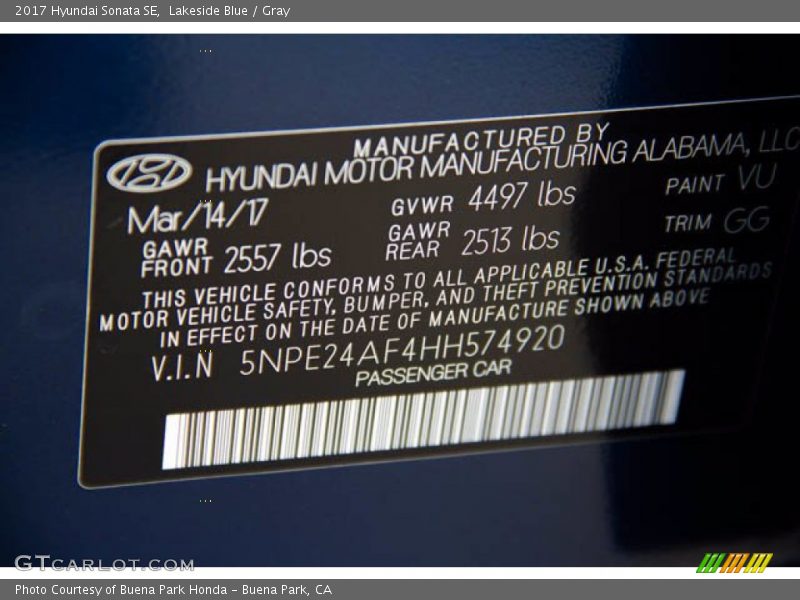 2017 Hyundai Sonata SE, Lakeside Blue / Gray
MANUFACTURED BY
HYUNDAI MOTOR MANUFACTURING ALABAMA, LLC
Mar/14/17
GVWR 4497 lbs
PAINT VU
GAWR FRONT 2557 lbs
GAWR REAR 2513 lbs
TRIM GG
THIS VEHICLE CONFORMS TO ALL APPLICABLE U.S.A. FEDERAL
MOTOR VEHICLE SAFETY, BUMPER, AND THEFT PREVENTION STANDARDS
IN EFFECT ON THE DATE OF MANUFACTURE SHOWN ABOVE
V.I.N 5NPE24AF4HH574920
PASSENGER CAR
GTCARLOT.COM
Photo Courtesy of Buena Park Honda - Buena Park, CA